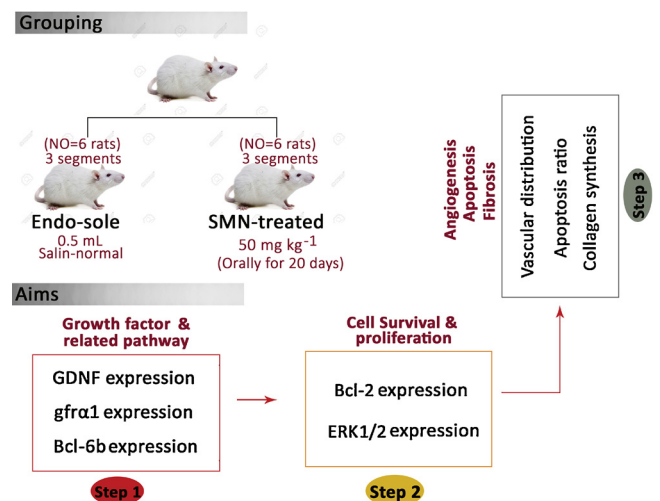 Grouping
(NO=6 rats)
3 segments
Endo-sole
0.5 mL
Salin-normal
(NO=6 rats)
3 segments
SMN-treated
50 mg kg⁻¹
(Orally for 20 days)
Aims
Growth factor &
related pathway
GDNF expression
gfrα1 expression
Bcl-6b expression
Step 1
Cell Survival &
proliferation
Bcl-2 expression
ERK1/2 expression
Step 2
Angiogenesis
Apoptosis
Fibrosis
Vascular distribution
Apoptosis ratio
Collagen synthesis
Step 3